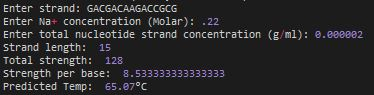 Enter strand: GACGACAAGACCGCG
Enter Na+ concentration (Molar): .22
Enter total nucleotide strand concentration (g/ml): 0.000002
Strand length:  15
Total strength:  128
Strength per base:  8.533333333333333
Predicted Temp:  65.07°C